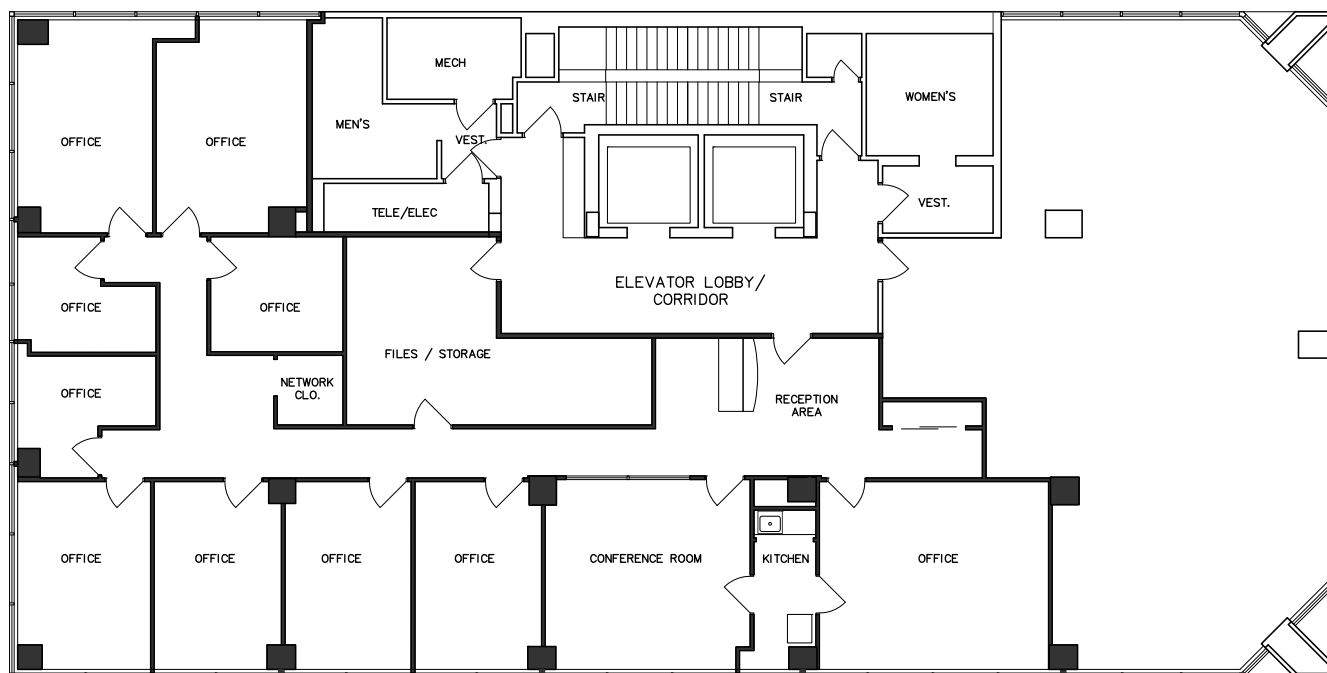 MECH
STAIR
STAIR
WOMEN'S
MEN'S
OFFICE
OFFICE
VEST.
VEST.
TELE/ELEC
ELEVATOR LOBBY/
CORRIDOR
OFFICE
OFFICE
FILES / STORAGE
NETWORK
CLO.
OFFICE
RECEPTION
AREA
OFFICE
OFFICE
OFFICE
OFFICE
CONFERENCE ROOM
KITCHEN
OFFICE